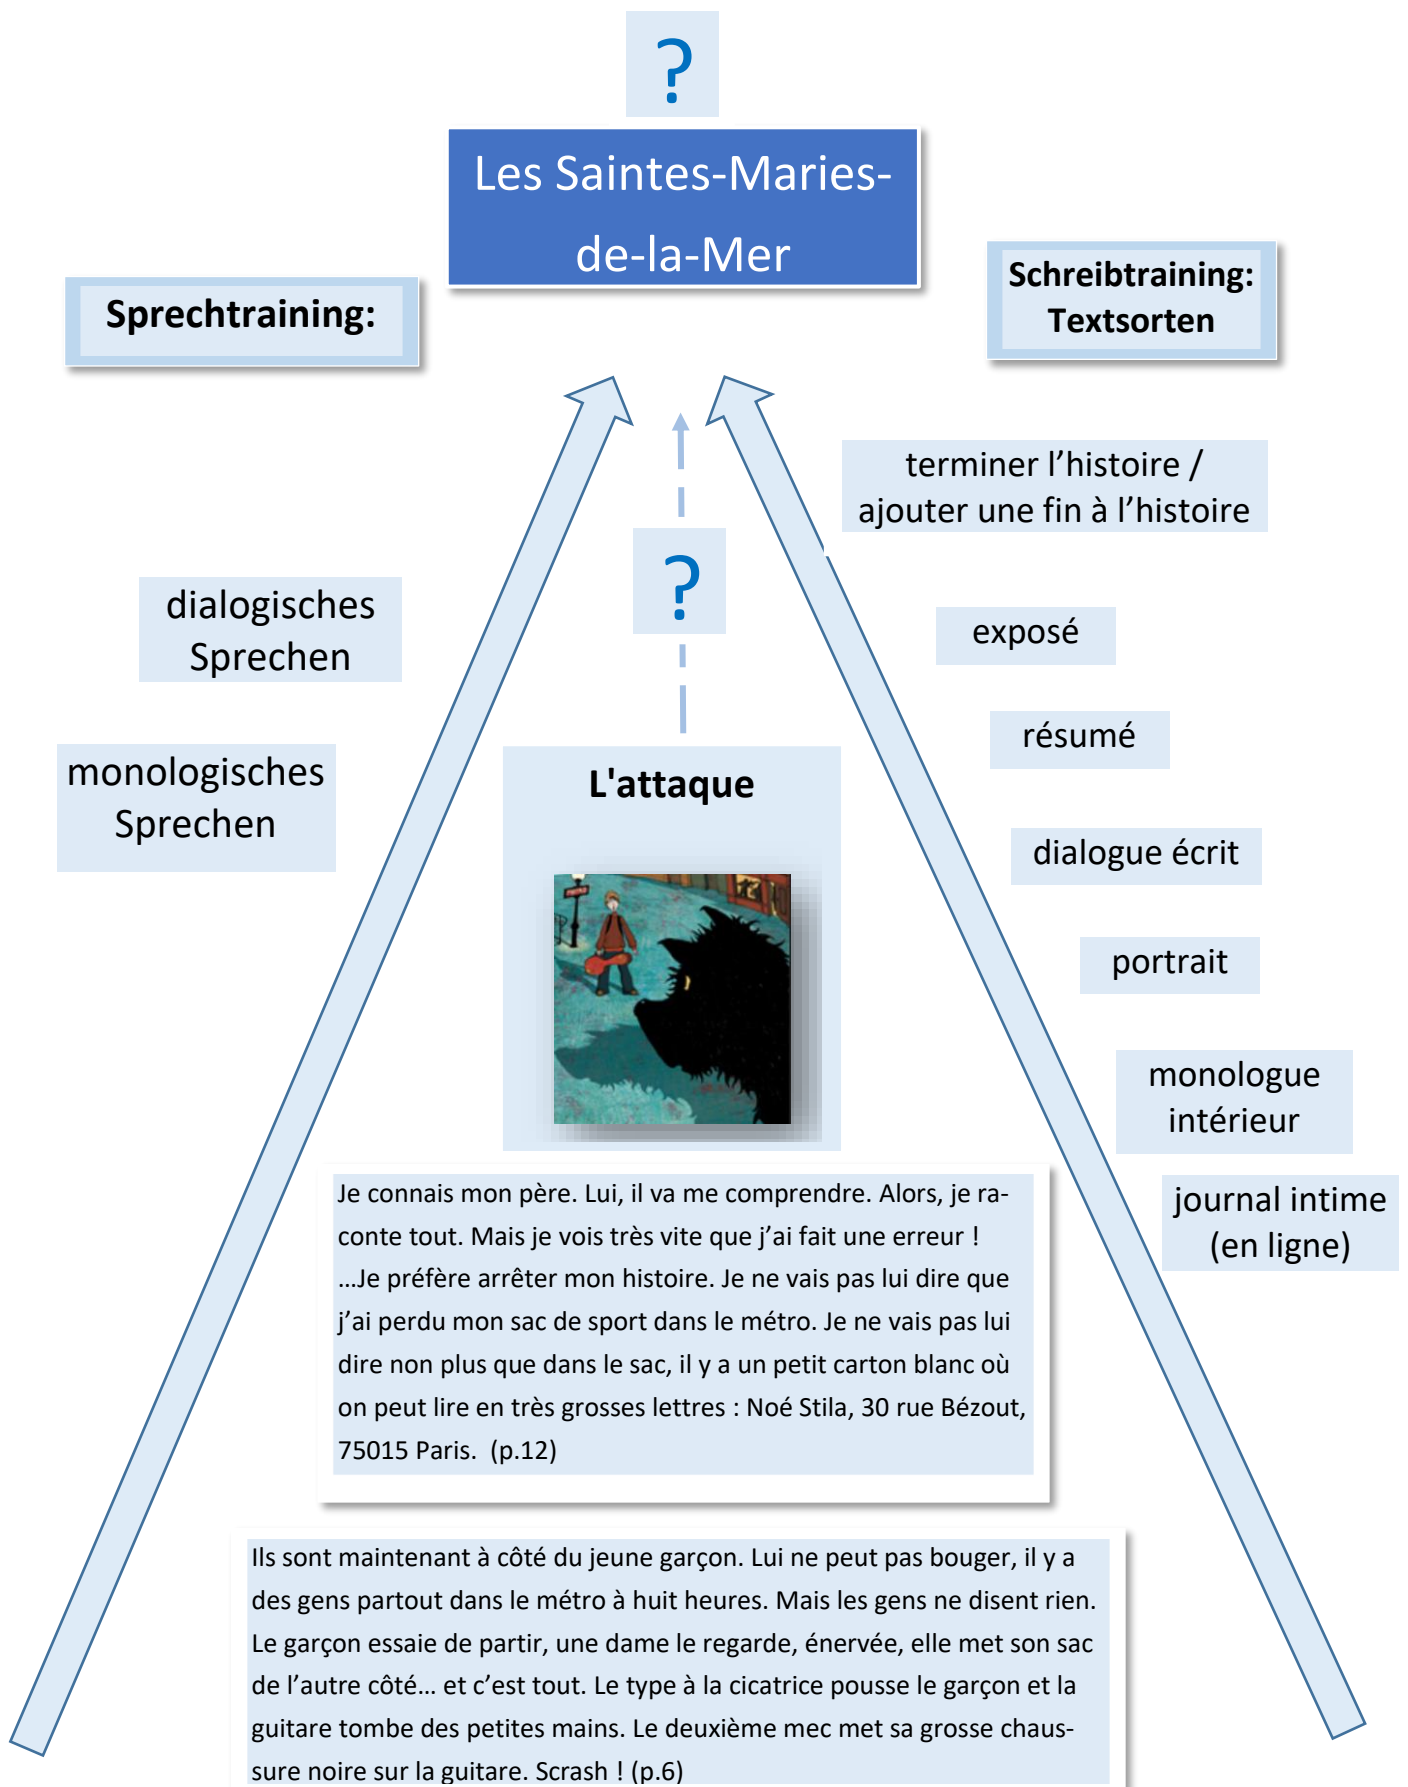 ?
Les Saintes-Maries-
de-la-Mer
Sprechtraining:
Schreibtraining:
Textsorten
terminer l’histoire /
ajouter une fin à l’histoire
?
dialogisches
Sprechen
exposé
résumé
monologisches
Sprechen
L'attaque
dialogue écrit
portrait
monologue
intérieur
journal intime
(en ligne)
Je connais mon père. Lui, il va me comprendre. Alors, je ra-
conte tout. Mais je vois très vite que j’ai fait une erreur !
…Je préfère arrêter mon histoire. Je ne vais pas lui dire que
j’ai perdu mon sac de sport dans le métro. Je ne vais pas lui
dire non plus que dans le sac, il y a un petit carton blanc où
on peut lire en très grosses lettres : Noé Stila, 30 rue Bézout,
75015 Paris.  (p.12)
Ils sont maintenant à côté du jeune garçon. Lui ne peut pas bouger, il y a
des gens partout dans le métro à huit heures. Mais les gens ne disent rien.
Le garçon essaie de partir, une dame le regarde, énervée, elle met son sac
de l’autre côté… et c’est tout. Le type à la cicatrice pousse le garçon et la
guitare tombe des petites mains. Le deuxième mec met sa grosse chaus-
sure noire sur la guitare. Scrash ! (p.6)